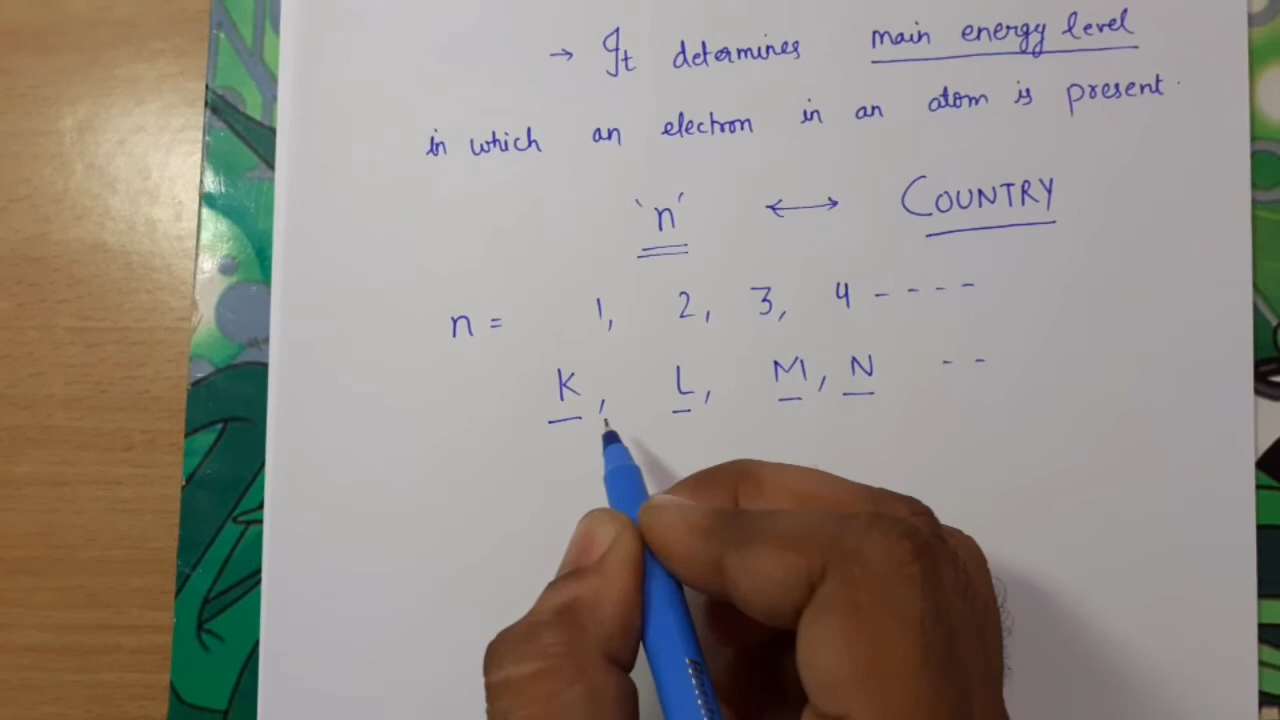 → It determines main energy level
in which an electron in an atom is present.
'n' ↔ COUNTRY
n = 1, 2, 3, 4 - - - -
K, L, M, N - -